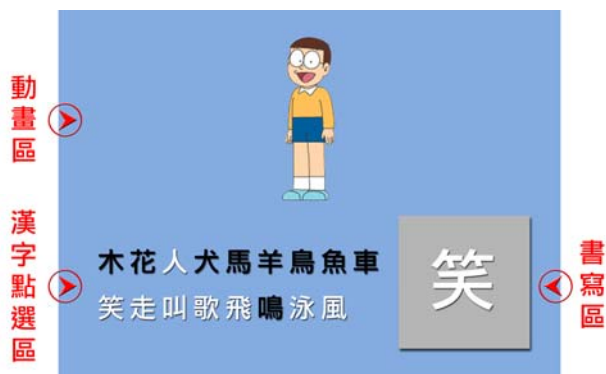 動畫區
漢字點選區
木花人犬馬羊鳥魚車
笑走叫歌飛鳴泳風
笑
書寫區